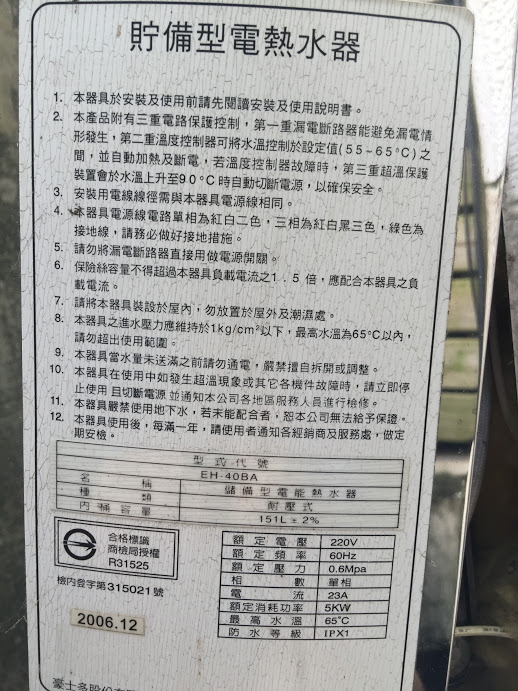 貯備型電熱水器
1. 本器具於安裝及使用前請先閱讀安裝及使用說明書。
2. 本產品附有三重電路保護控制，第一重漏電斷路器能避免漏電情
形發生，第二重溫度控制器可將水溫控制於設定值(55-65°C)之
間，並自動加熱及斷電，若溫度控制器故障時，第三重超溫保護
裝置會於水溫上升至90°C時自動切斷電源，以確保安全。
3. 安裝用電線線徑需與本器具電源線相同。
4. 本器具電源線電路單相為紅白二色，三相為紅白黑三色，綠色為
接地線，請務必做好接地措施。
5. 請勿將漏電斷路器直接用做電源開關。
6. 保險絲容量不得超過本器具負載電流之1.5倍，應配合本器具之負
載電流。
7. 請將本器具裝設於屋內，勿放置於屋外及潮濕處。
8. 本器具之進水壓力應維持於1kg/cm²以下，最高水溫為65°C以內，
請勿超出使用範圍。
9. 本器具當水量未送滿之前請勿通電，嚴禁擅自拆開或調整。
10. 本器具在使用中如發生超溫現象或其它各機件故障時，請立即停
止使用 且切斷電源 並通知本公司各地區服務人員進行檢修。
11. 本器具嚴禁使用地下水，若未能配合者，恕本公司無法給予保證。
12. 本器具使用後，每滿一年，請使用者通知各經銷商及服務處，做定
期安檢。
型式代號
EH-40BA
名稱 儲備型電能熱水器
種類 耐壓式
內桶容量 151L ± 2%
合格標識
商檢局授權
R31525
檢內登字第315021號
2006.12
額定電壓 220V
額定頻率 60Hz
額定壓力 0.6Mpa
相數 單相
電流 23A
額定消耗功率 5KW
最高水溫 65°C
防水等級 IPX1
豪士多股份有